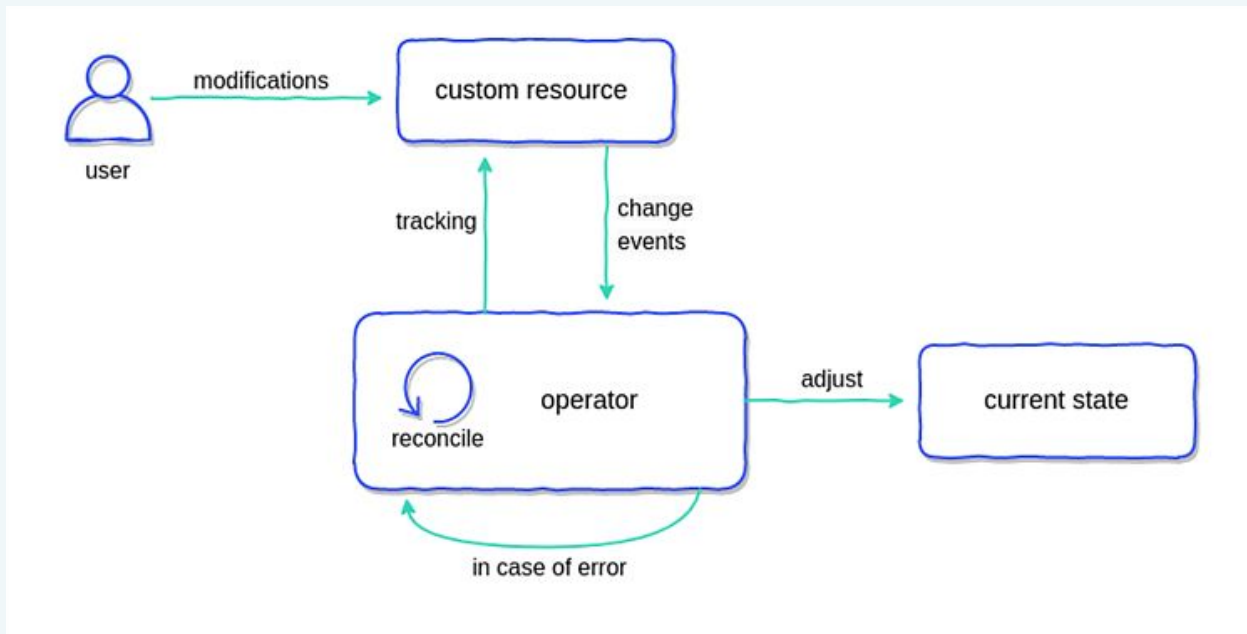 modifications
custom resource
user
tracking
change
events
adjust
operator
current state
reconcile
in case of error